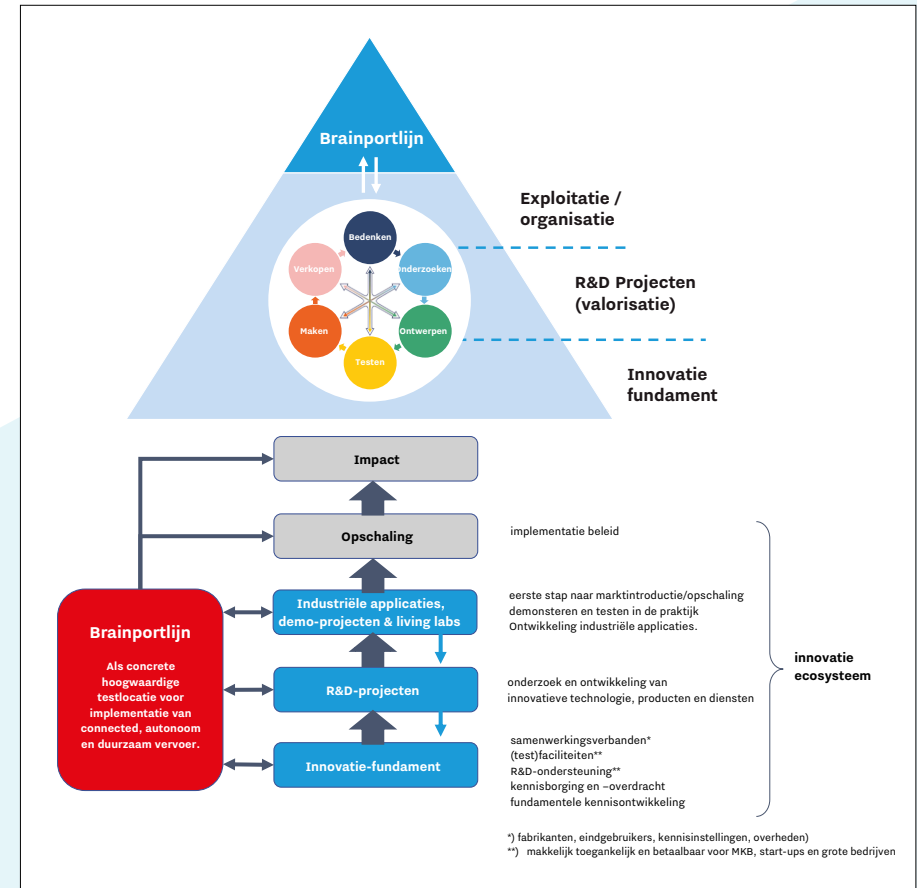 Brainportlijn
Exploitatie /
organisatie
R&D Projecten
(valorisatie)
Innovatie
fundament
Bedenken
Onderzoeken
Ontwerpen
Testen
Maken
Verkopen
Impact
Opschaling
implementatie beleid
Industriële applicaties,
demo-projecten & living labs
eerste stap naar marktintroductie/opschaling
demonsteren en testen in de praktijk
Ontwikkeling industriële applicaties.
Brainportlijn
Als concrete
hoogwaardige
testlocatie voor
implementatie van
connected, autonoom
en duurzaam vervoer.
R&D-projecten
onderzoek en ontwikkeling van
innovatieve technologie, producten en diensten
innovatie
ecosysteem
Innovatie-fundament
samenwerkingsverbanden*
(test)faciliteiten**
R&D-ondersteuning**
kennisborging en –overdracht
fundamentele kennisontwikkeling
*) fabrikanten, eindgebruikers, kennisinstellingen, overheden)
**) makkelijk toegankelijk en betaalbaar voor MKB, start-ups en grote bedrijven